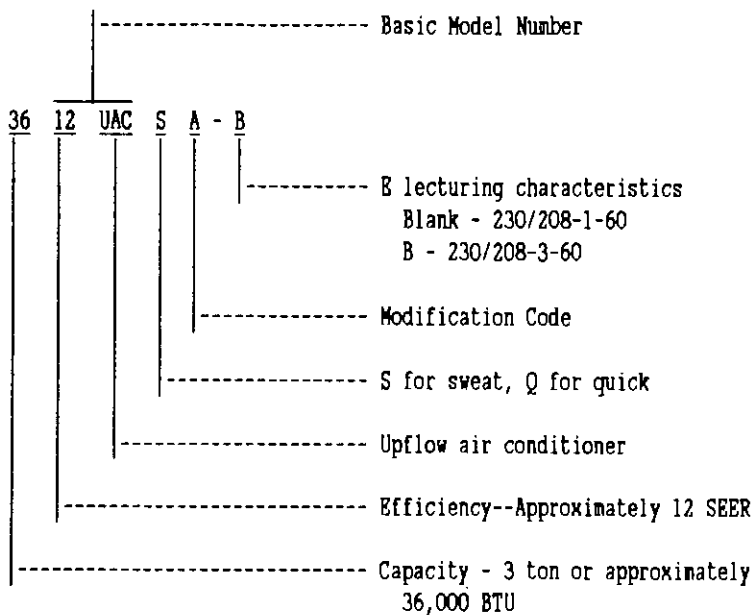 Basic Model Number
36 12 UAC S A - B
E lecturing characteristics
Blank - 230/208-1-60
B - 230/208-3-60
Modification Code
S for sweat, Q for quick
Upflow air conditioner
Efficiency--Approximately 12 SEER
Capacity - 3 ton or approximately
36,000 BTU